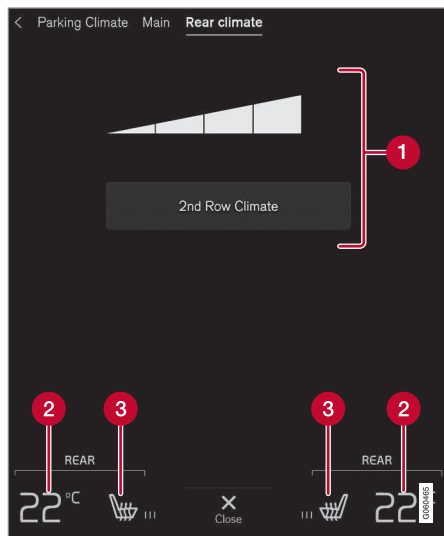 < Parking Climate Main Rear climate
1
2nd Row Climate
2 3 3 2
REAR REAR
22°C 22
Close
G060465